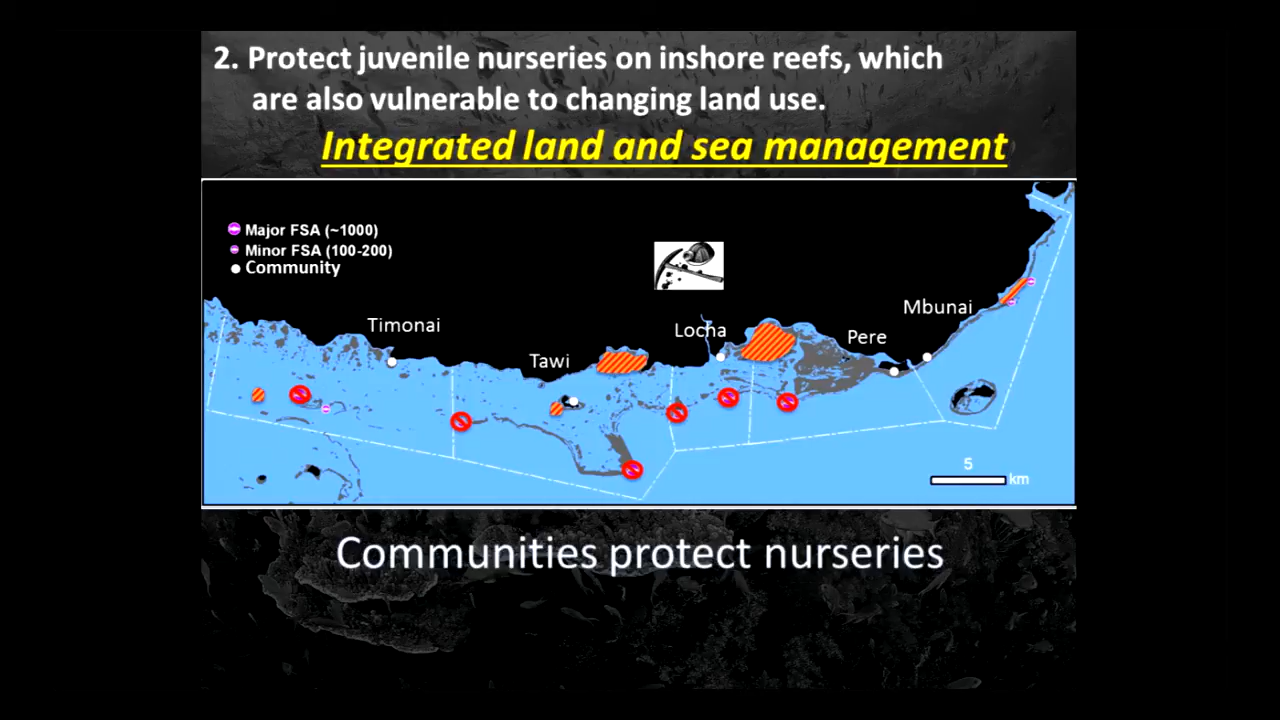 2. Protect juvenile nurseries on inshore reefs, which
are also vulnerable to changing land use.
Integrated land and sea management
Major FSA (~1000)
Minor FSA (100-200)
Community
Timonai
Tawi
Locha
Pere
Mbunai
5
km
Communities protect nurseries